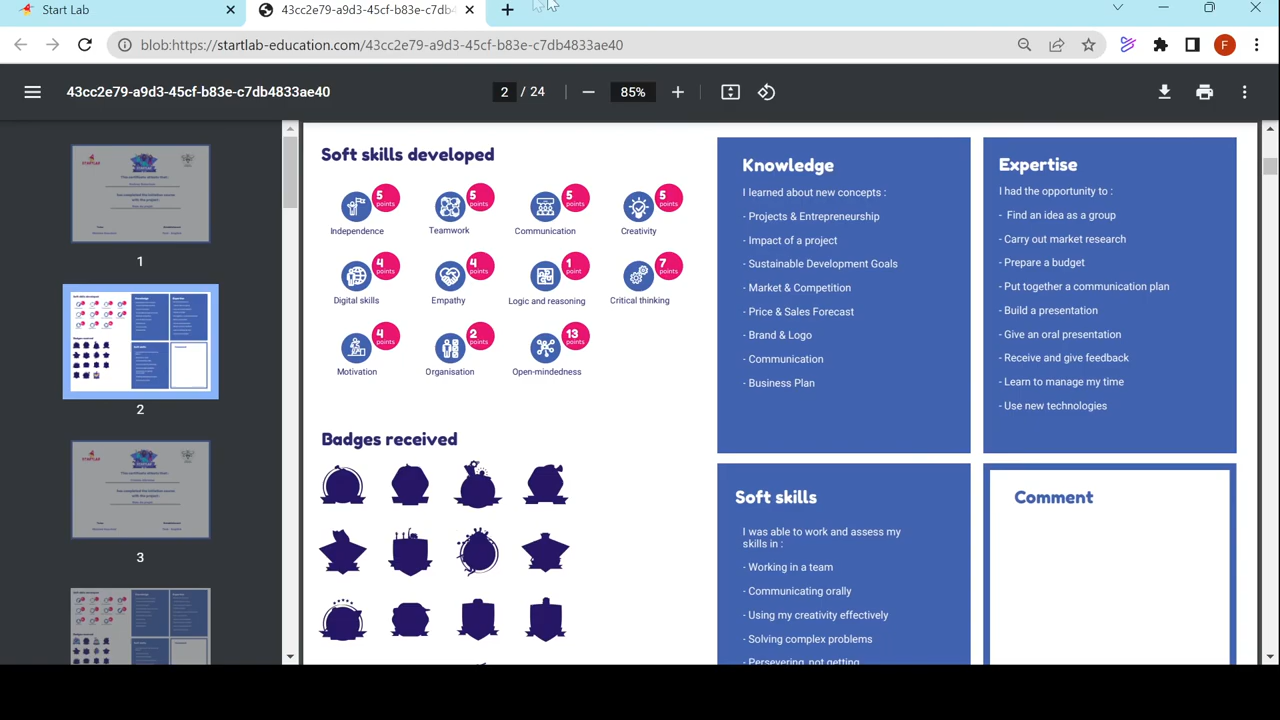 Start Lab
43cc2e79-a9d3-45cf-b83e-c7db
blob:https://startlab-education.com/43cc2e79-a9d3-45cf-b83e-c7db4833ae40
F
43cc2e79-a9d3-45cf-b83e-c7db4833ae40
2 / 24
85%
1
2
3
Soft skills developed
5 points
5 points
5 points
5 points
Independence
Teamwork
Communication
Creativity
4 points
4 points
1 point
7 points
Digital skills
Empathy
Logic and reasoning
Critical thinking
4 points
2 points
13 points
Motivation
Organisation
Open-mindedness
Badges received
Knowledge
I learned about new concepts :
- Projects & Entrepreneurship
- Impact of a project
- Sustainable Development Goals
- Market & Competition
- Price & Sales Forecast
- Brand & Logo
- Communication
- Business Plan
Expertise
I had the opportunity to :
- Find an idea as a group
- Carry out market research
- Prepare a budget
- Put together a communication plan
- Build a presentation
- Give an oral presentation
- Receive and give feedback
- Learn to manage my time
- Use new technologies
Soft skills
I was able to work and assess my
skills in :
- Working in a team
- Communicating orally
- Using my creativity effectively
- Solving complex problems
- Persevering, not getting
Comment